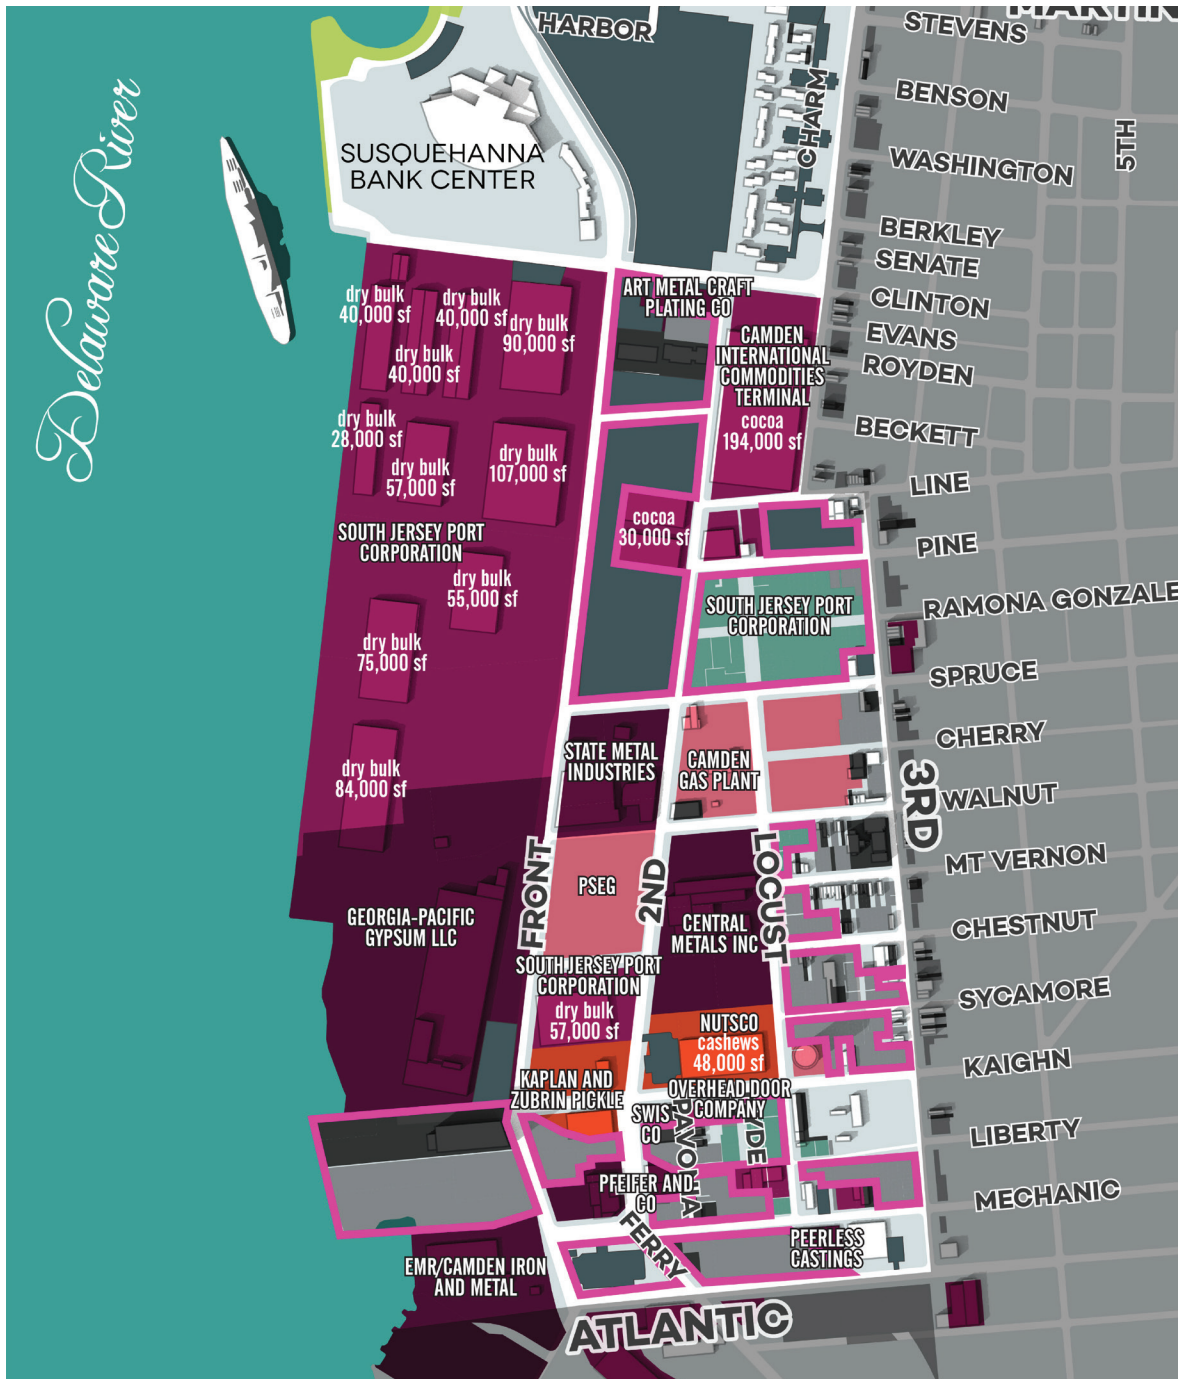 MARTIN
HARBOR
STEVENS
CHARM
BENSON
5TH
Delaware River
SUSQUEHANNA
BANK CENTER
WASHINGTON
BERKLEY
SENATE
CLINTON
EVANS
ROYDEN
BECKETT
LINE
PINE
RAMONA GONZALE
SPRUCE
CHERRY
WALNUT
MT VERNON
CHESTNUT
SYCAMORE
KAIGHN
LIBERTY
MECHANIC
3RD
ART METAL CRAFT
PLATING CO
dry bulk
40,000 sf
dry bulk
40,000 sf
dry bulk
90,000 sf
dry bulk
40,000 sf
CAMDEN
INTERNATIONAL
COMMODITIES
TERMINAL
cocoa
194,000 sf
dry bulk
28,000 sf
dry bulk
57,000 sf
dry bulk
107,000 sf
cocoa
30,000 sf
SOUTH JERSEY PORT
CORPORATION
dry bulk
55,000 sf
SOUTH JERSEY PORT
CORPORATION
dry bulk
75,000 sf
STATE METAL
INDUSTRIES
CAMDEN
GAS PLANT
dry bulk
84,000 sf
FRONT
2ND
LOCUST
PSEG
GEORGIA-PACIFIC
GYPSUM LLC
CENTRAL
METALS INC
SOUTH JERSEY PORT
CORPORATION
dry bulk
57,000 sf
NUTSCO
cashews
48,000 sf
KAPLAN AND
ZUBRIN PICKLE
OVERHEAD DOOR
COMPANY
SWIS
CO
PAVONIA
YDE
PFEIFER AND
CO
FERRY
PEERLESS
CASTINGS
EMR/CAMDEN IRON
AND METAL
ATLANTIC